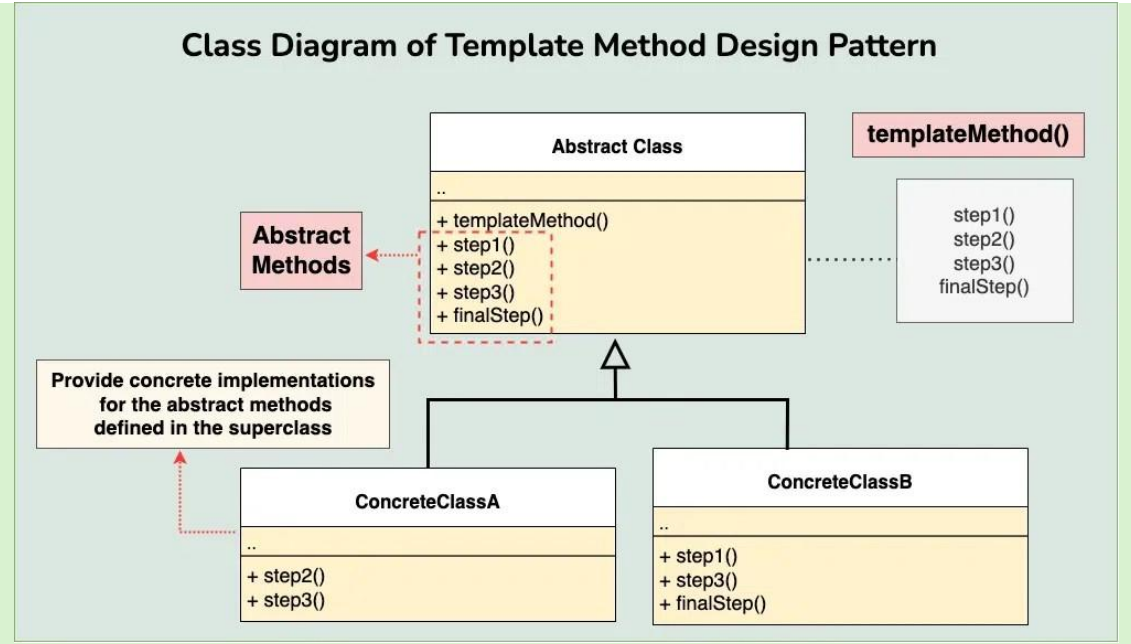 Class Diagram of Template Method Design Pattern
Abstract Class
..
+ templateMethod()
+ step1()
+ step2()
+ step3()
+ finalStep()
templateMethod()
step1()
step2()
step3()
finalStep()
Abstract
Methods
Provide concrete implementations
for the abstract methods
defined in the superclass
ConcreteClassA
..
+ step2()
+ step3()
ConcreteClassB
..
+ step1()
+ step3()
+ finalStep()